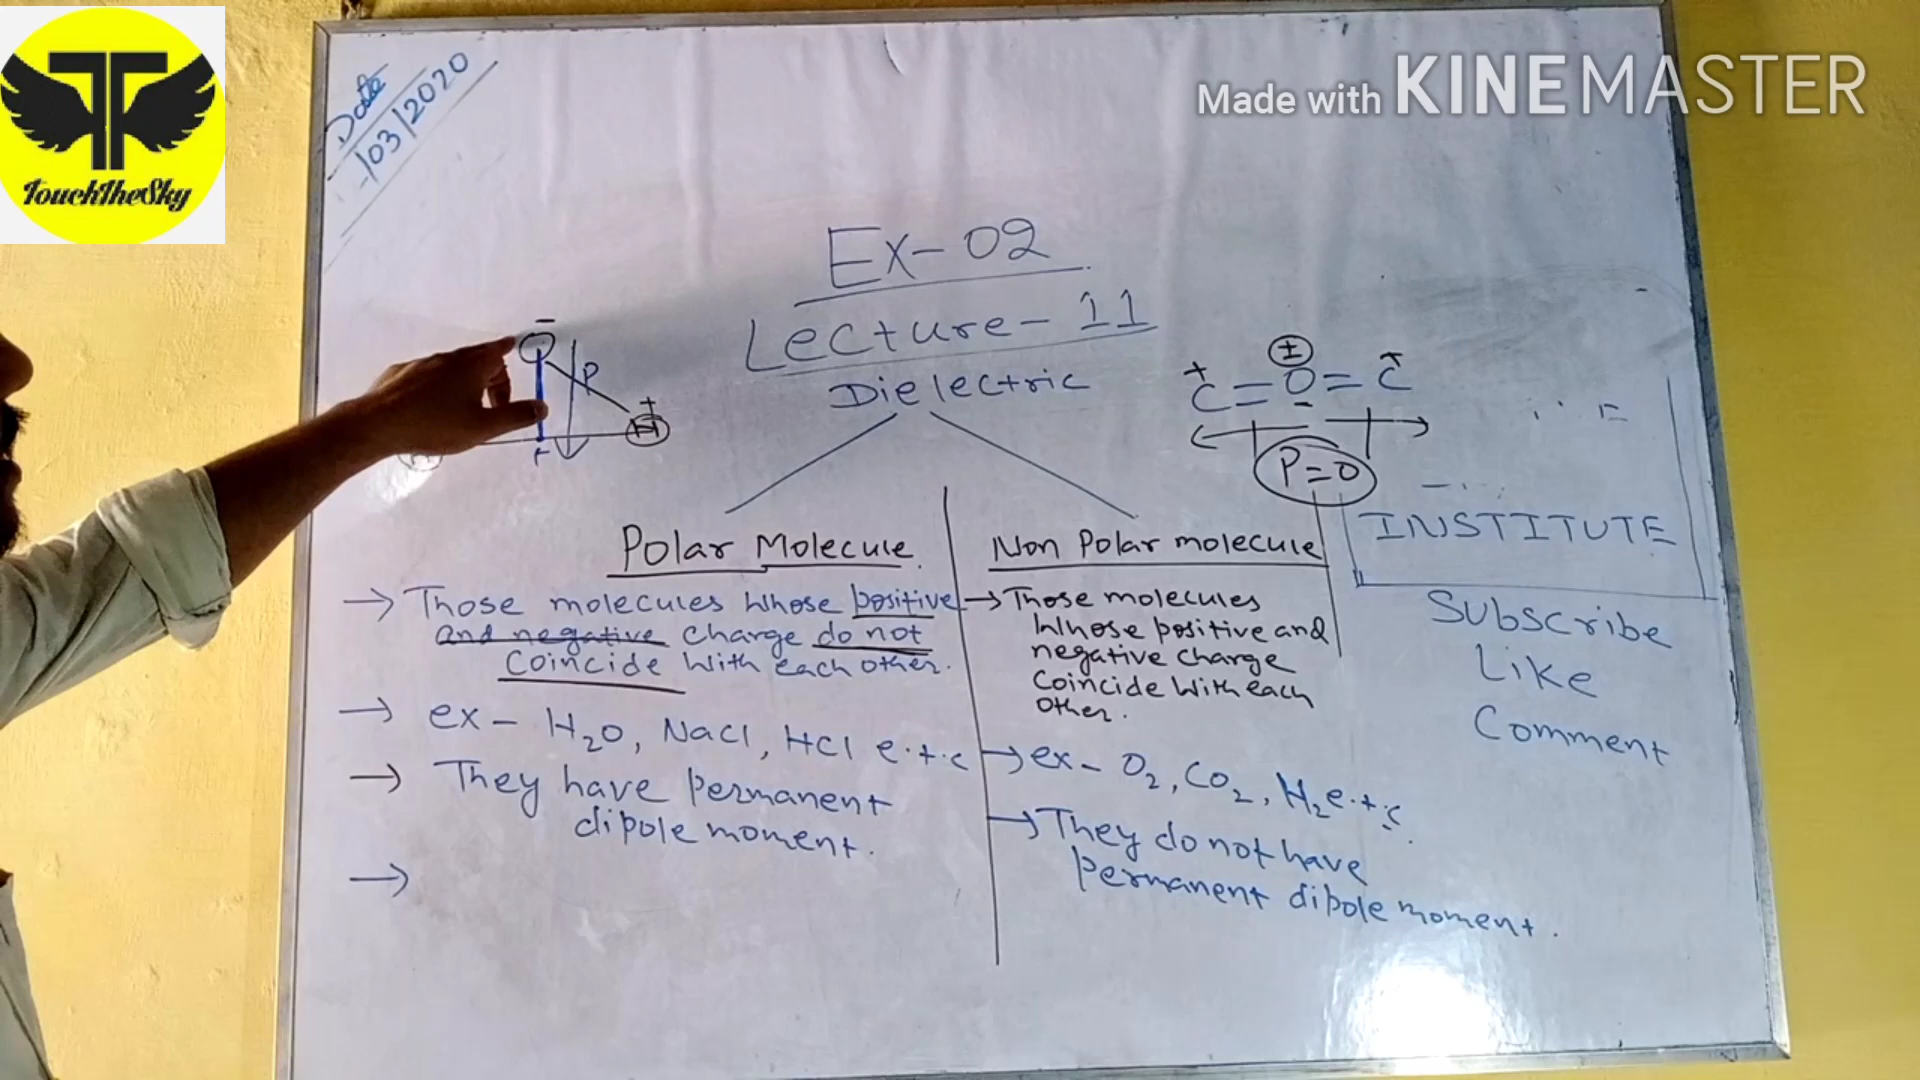 TouchTheSky
Made with KINEMASTER
Date
-/03/2020
Ex-02
Lecture-11
Dielectric
-
O
P
+
H
+
±
C=O=C
+
-
P=0
Polar Molecule
→ Those molecules whose positive
and negative charge do not
coincide with each other.
→ ex- H₂O, NaCl, HCl e.t.c
→ They have permanent
dipole moment.
→
Non Polar molecule
→ Those molecules
whose positive and
negative charge
coincide with each
other.
→ ex- O₂, CO₂, H₂ e.t.c
→ They do not have
permanent dipole moment.
INSTITUTE
Subscribe
Like
Comment